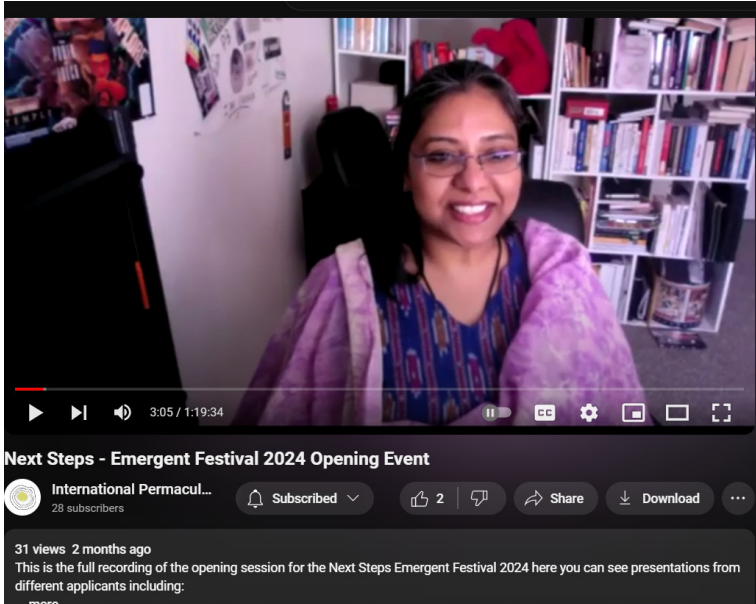 3:05 / 1:19:34
CC
Next Steps - Emergent Festival 2024 Opening Event
International Permacul...
Subscribed
2
Share
Download
28 subscribers
31 views 2 months ago
This is the full recording of the opening session for the Next Steps Emergent Festival 2024 here you can see presentations from
different applicants including:
...more